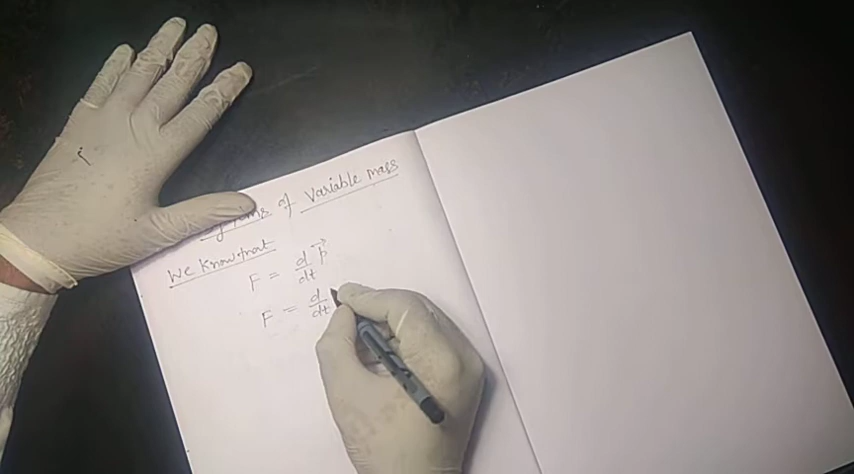 of Variable mass
We Know that
F = d/dt p⃗
F = d/dt